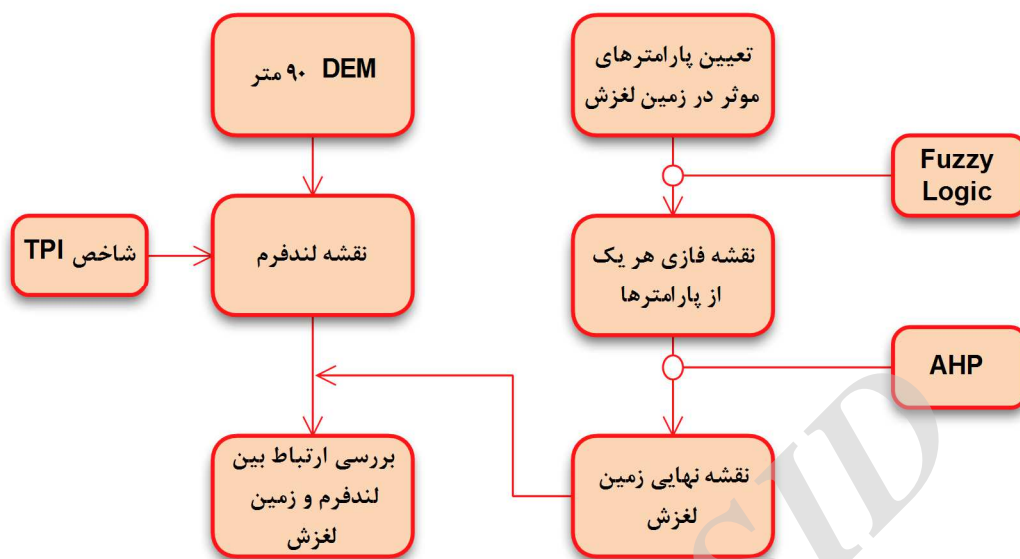 تعیین پارامترهای
موثر در زمین لغزش
Fuzzy
Logic
نقشه فازی هر یک
از پارامترها
AHP
نقشه نهایی زمین
لغزش
DEM ۹۰ متر
شاخص TPI
نقشه لندفرم
بررسی ارتباط بین
لندفرم و زمین
لغزش
SID